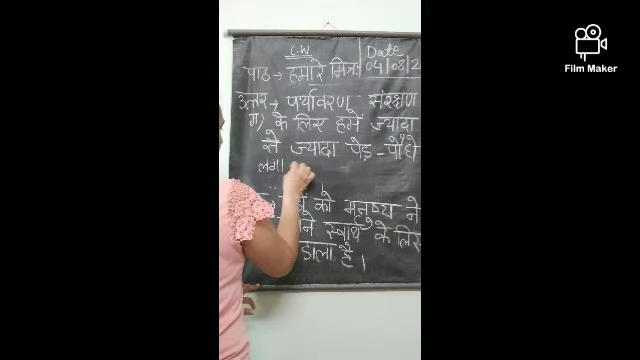 C.W
Date
पाठ → हमारे मित्र: 04/08/2
उत्तर → पर्यावरण संरक्षण
ग) के लिए हमें ज़्यादा
से ज़्यादा पेड़ - पौधे
लगा
को मनुष्य ने
स्वार्थ के लिए
डाला है।
Film Maker